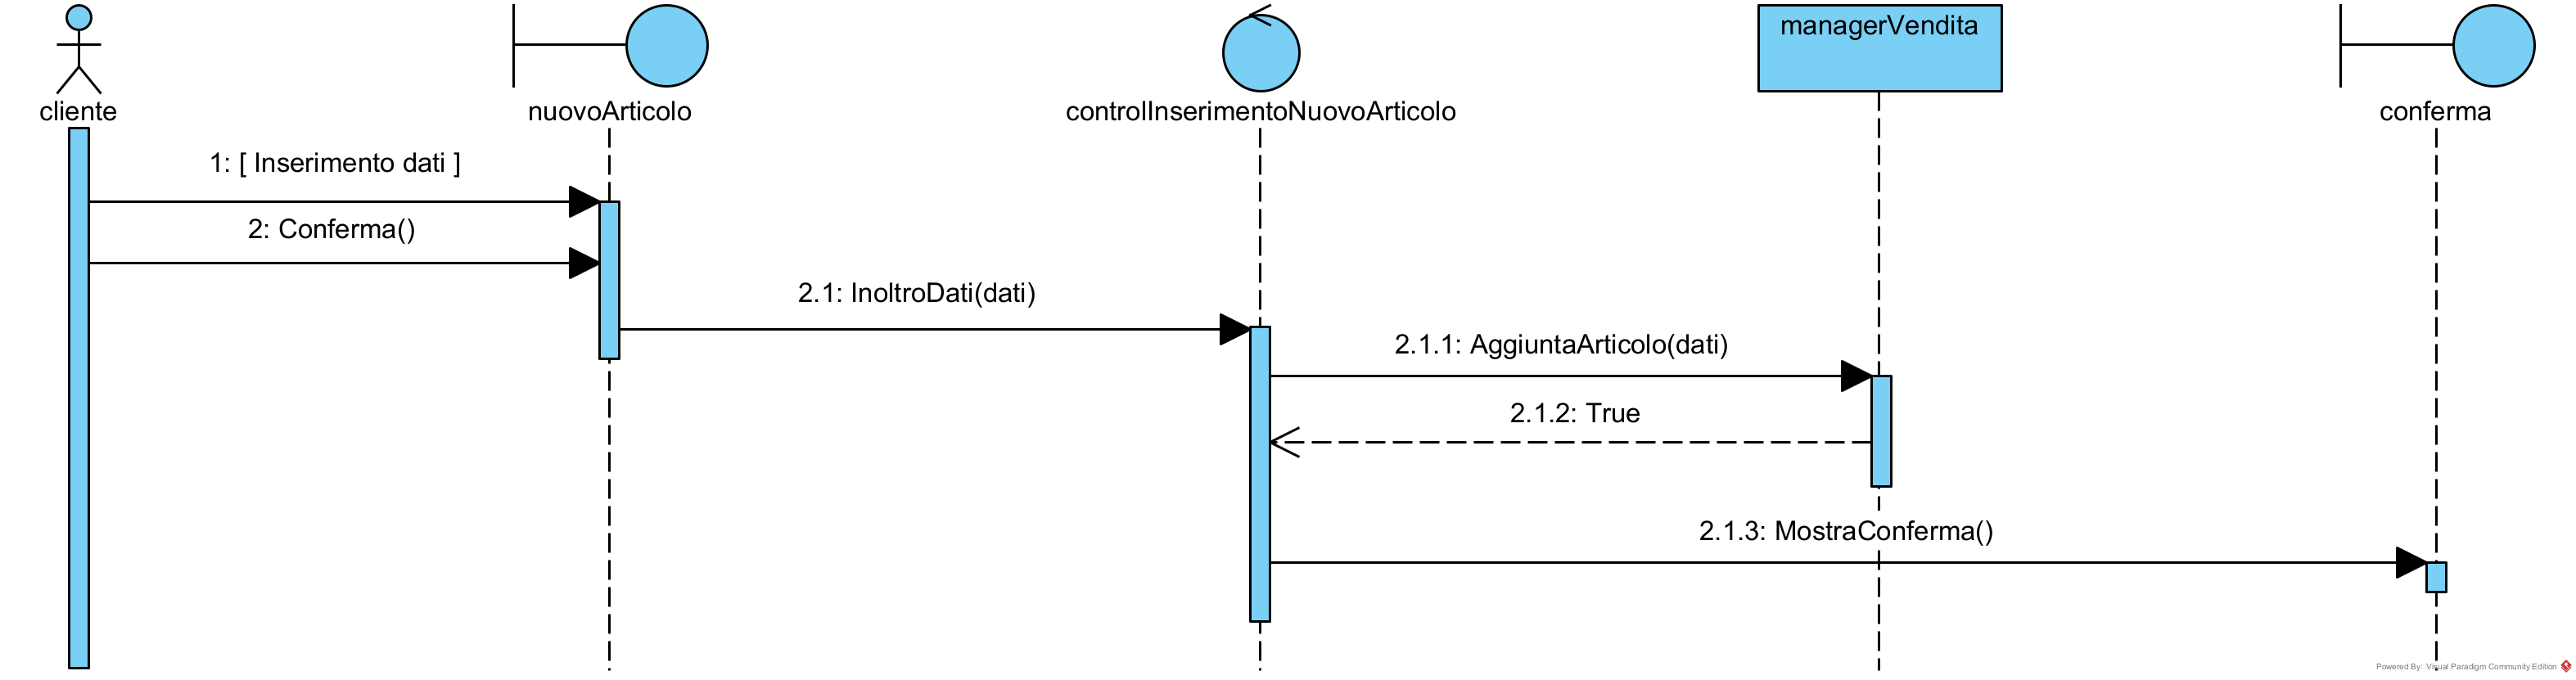 managerVendita
cliente
nuovoArticolo
controlInserimentoNuovoArticolo
conferma
1: [ Inserimento dati ]
2: Conferma()
2.1: InoltroDati(dati)
2.1.1: AggiuntaArticolo(dati)
2.1.2: True
2.1.3: MostraConferma()
Powered By Visual Paradigm Community Edition